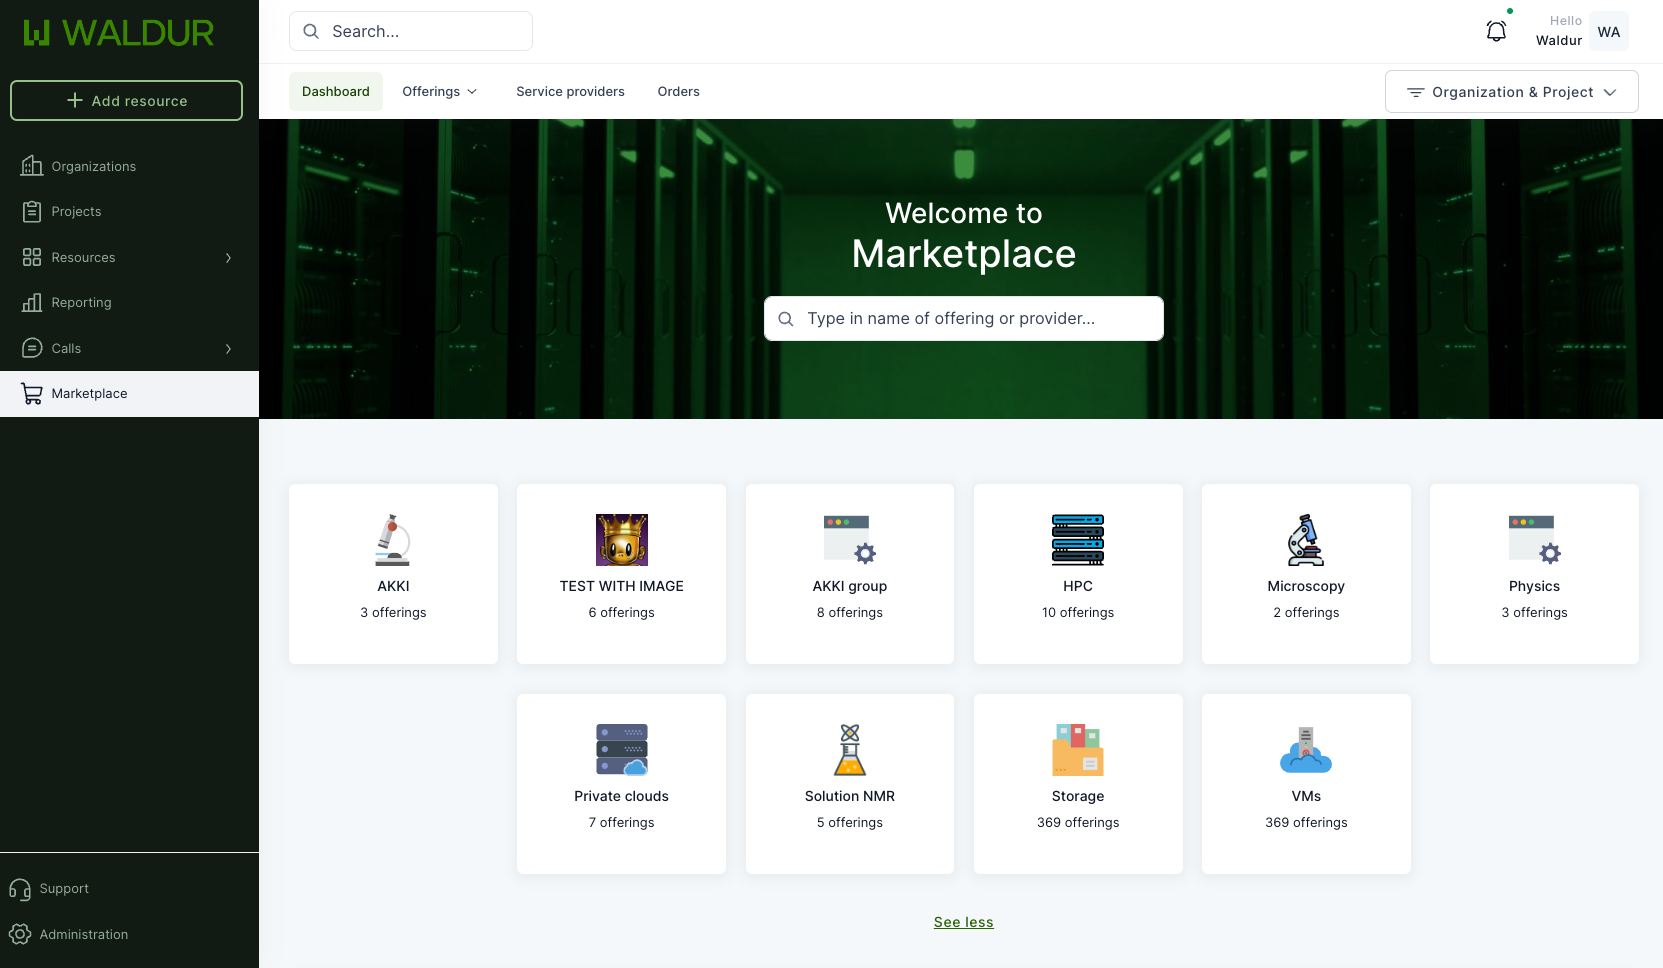 WALDUR
Search...
Hello
Waldur
WA
Add resource
Dashboard
Offerings
Service providers
Orders
Organization & Project
Organizations
Projects
Resources
Reporting
Calls
Marketplace
Welcome to
Marketplace
Type in name of offering or provider...
AKKI
3 offerings
TEST WITH IMAGE
6 offerings
AKKI group
8 offerings
HPC
10 offerings
Microscopy
2 offerings
Physics
3 offerings
Private clouds
7 offerings
Solution NMR
5 offerings
Storage
369 offerings
VMs
369 offerings
See less
Support
Administration